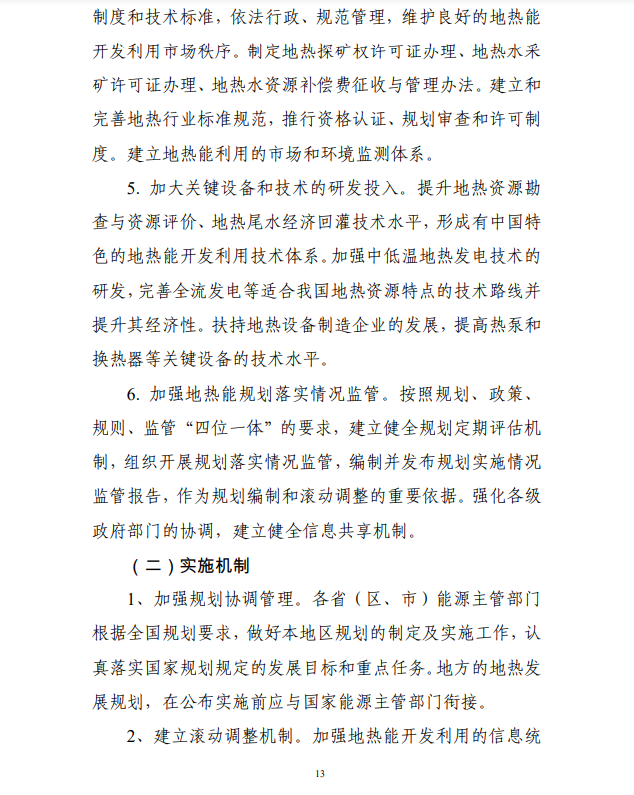 制度和技术标准，依法行政、规范管理，维护良好的地热能
开发利用市场秩序。制定地热探矿权许可证办理、地热水采
矿许可证办理、地热水资源补偿费征收与管理办法。建立和
完善地热行业标准规范，推行资格认证、规划审查和许可制
度。建立地热能利用的市场和环境监测体系。
5. 加大关键设备和技术的研发投入。提升地热资源勘
查与资源评价、地热尾水经济回灌技术水平，形成有中国特
色的地热能开发利用技术体系。加强中低温地热发电技术的
研发，完善全流发电等适合我国地热资源特点的技术路线并
提升其经济性。扶持地热设备制造企业的发展，提高热泵和
换热器等关键设备的技术水平。
6. 加强地热能规划落实情况监管。按照规划、政策、
规则、监管“四位一体”的要求，建立健全规划定期评估机
制，组织开展规划落实情况监管，编制并发布规划实施情况
监管报告，作为规划编制和滚动调整的重要依据。强化各级
政府部门的协调，建立健全信息共享机制。
（二）实施机制
1、加强规划协调管理。各省（区、市）能源主管部门
根据全国规划要求，做好本地区规划的制定及实施工作，认
真落实国家规划规定的发展目标和重点任务。地方的地热发
展规划，在公布实施前应与国家能源主管部门衔接。
2、建立滚动调整机制。加强地热能开发利用的信息统
13